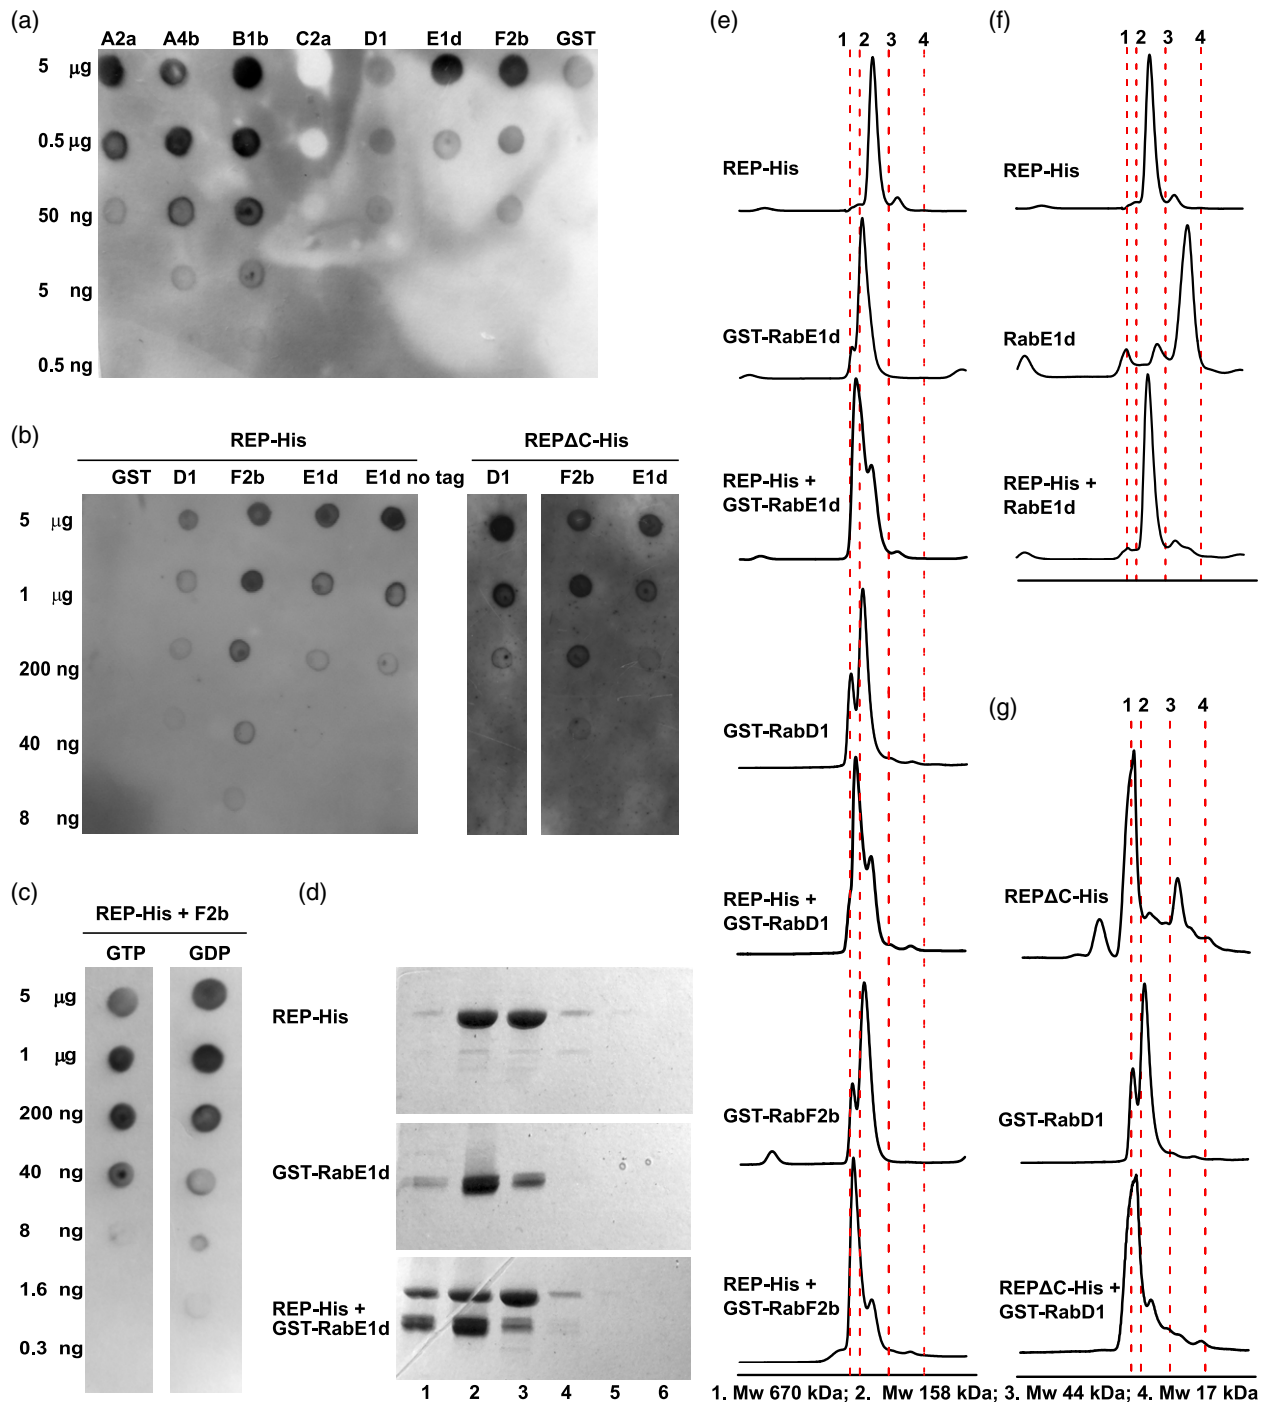 (a)
A2a A4b B1b C2a D1 E1d F2b GST
5 μg
0.5 μg
50 ng
5 ng
0.5 ng
(b)
REP-His
REPΔC-His
GST D1 F2b E1d E1d no tag D1 F2b E1d
5 μg
1 μg
200 ng
40 ng
8 ng
(c)
REP-His + F2b
GTP GDP
5 μg
1 μg
200 ng
40 ng
8 ng
1.6 ng
0.3 ng
(d)
REP-His
GST-RabE1d
REP-His +
GST-RabE1d
1 2 3 4 5 6
(e)
1 2 3 4
REP-His
GST-RabE1d
REP-His +
GST-RabE1d
GST-RabD1
REP-His +
GST-RabD1
GST-RabF2b
REP-His +
GST-RabF2b
(f)
1 2 3 4
REP-His
RabE1d
REP-His +
RabE1d
(g)
1 2 3 4
REPΔC-His
GST-RabD1
REPΔC-His +
GST-RabD1
1. Mw 670 kDa; 2. Mw 158 kDa; 3. Mw 44 kDa; 4. Mw 17 kDa